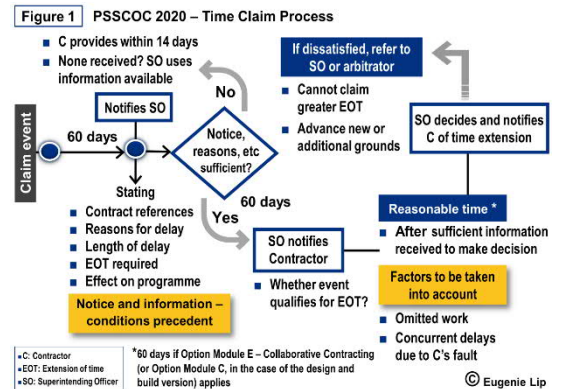 Figure 1 PSSCOC 2020 – Time Claim Process
▪ C provides within 14 days
▪ None received? SO uses
information available
No
If dissatisfied, refer to
SO or arbitrator
▪ Cannot claim
greater EOT
▪ Advance new or
additional grounds
Claim event
60 days
Notifies SO
Notice,
reasons, etc
sufficient?
SO decides and notifies
C of time extension
Stating
▪ Contract references
▪ Reasons for delay
▪ Length of delay
▪ EOT required
▪ Effect on programme
Notice and information –
conditions precedent
Yes
60 days
SO notifies
Contractor
▪ Whether event
qualifies for EOT?
Reasonable time *
▪ After sufficient information
received to make decision
Factors to be taken
into account
▪ Omitted work
▪ Concurrent delays
due to C's fault
▪ C: Contractor
▪ EOT: Extension of time
▪ SO: Superintending Officer
*60 days if Option Module E – Collaborative Contracting
(or Option Module C, in the case of the design and
build version) applies
© Eugenie Lip